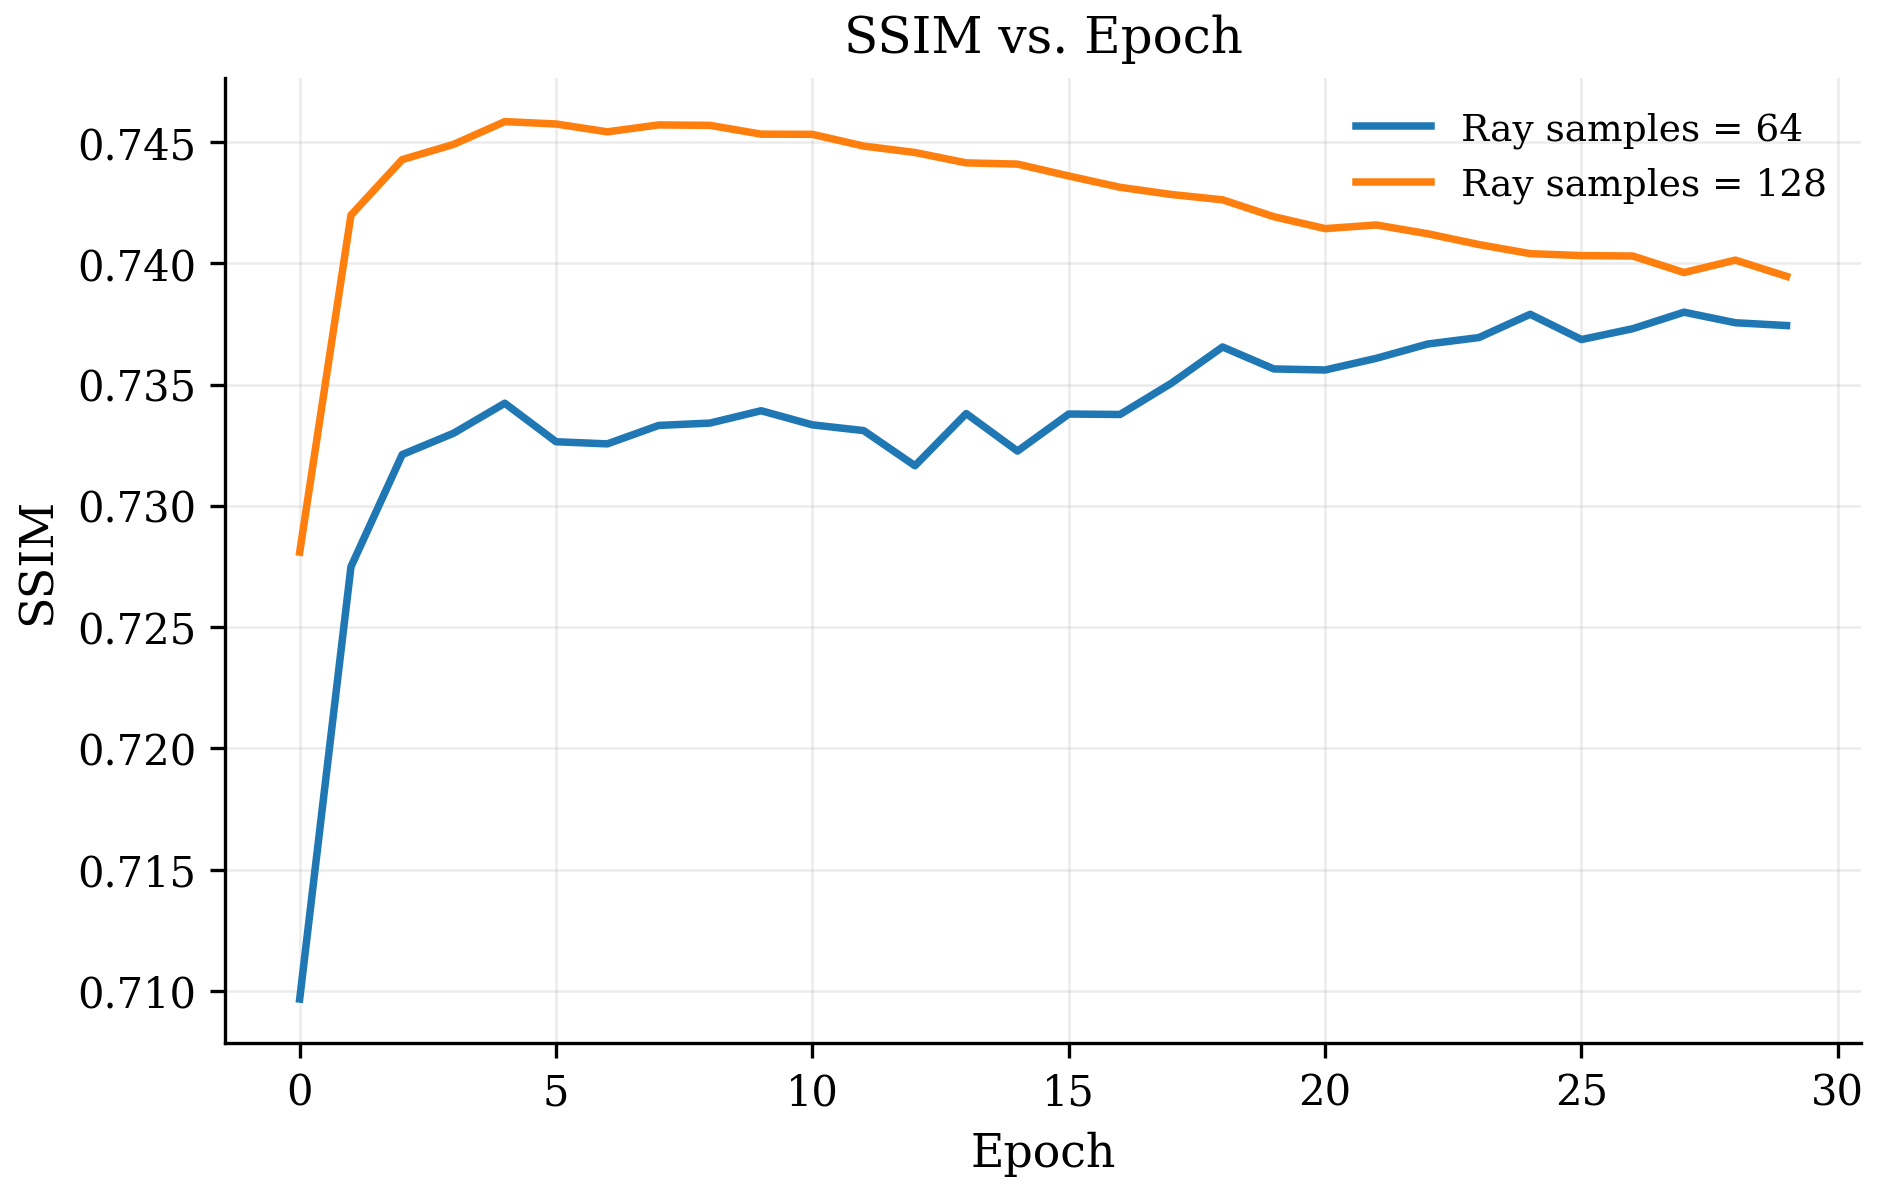 SSIM vs. Epoch
Ray samples = 64
Ray samples = 128
SSIM
0.745
0.740
0.735
0.730
0.725
0.720
0.715
0.710
0 5 10 15 20 25 30
Epoch